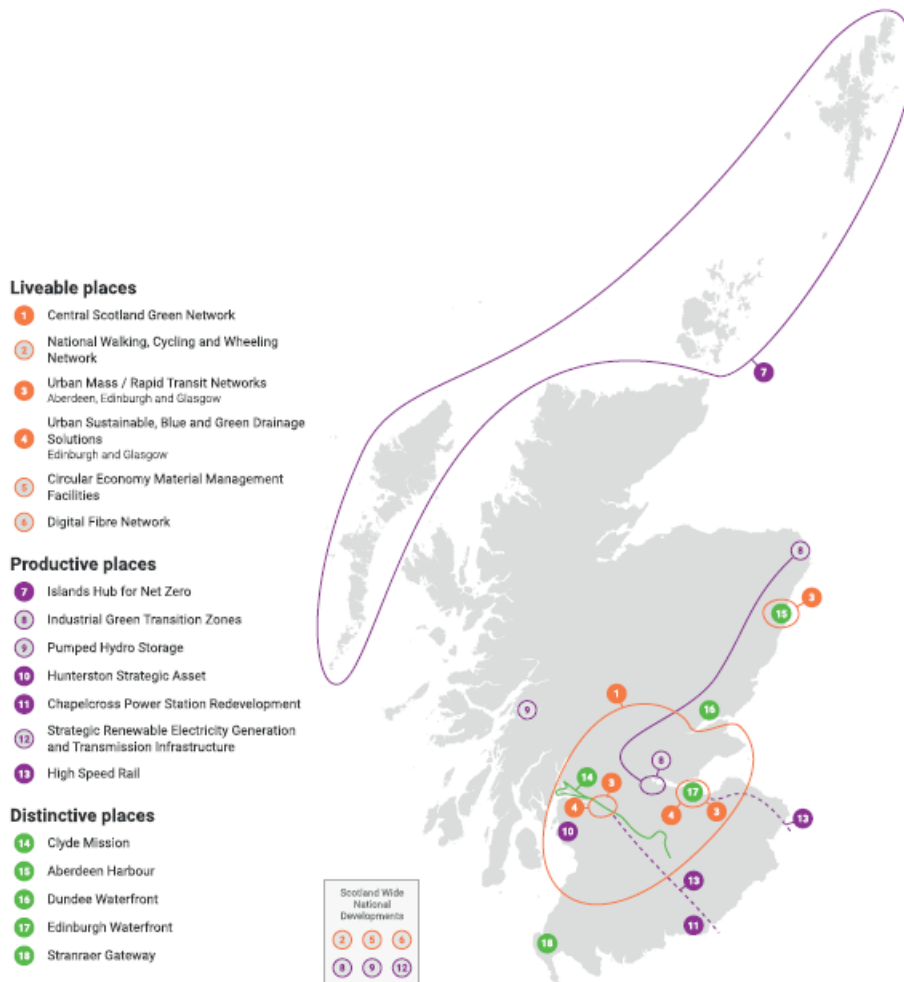 Liveable places
1 Central Scotland Green Network
2 National Walking, Cycling and Wheeling
Network
3 Urban Mass / Rapid Transit Networks
Aberdeen, Edinburgh and Glasgow
4 Urban Sustainable, Blue and Green Drainage
Solutions
Edinburgh and Glasgow
5 Circular Economy Material Management
Facilities
6 Digital Fibre Network
Productive places
7 Islands Hub for Net Zero
8 Industrial Green Transition Zones
9 Pumped Hydro Storage
10 Hunterston Strategic Asset
11 Chapelcross Power Station Redevelopment
12 Strategic Renewable Electricity Generation
and Transmission Infrastructure
13 High Speed Rail
Distinctive places
14 Clyde Mission
15 Aberdeen Harbour
16 Dundee Waterfront
17 Edinburgh Waterfront
18 Stranraer Gateway
7
8
3
15
1
9
16
8
14
3
17
4
4
3
10
13
13
11
18
Scotland Wide
National
Developments
2 5 6
8 9 12